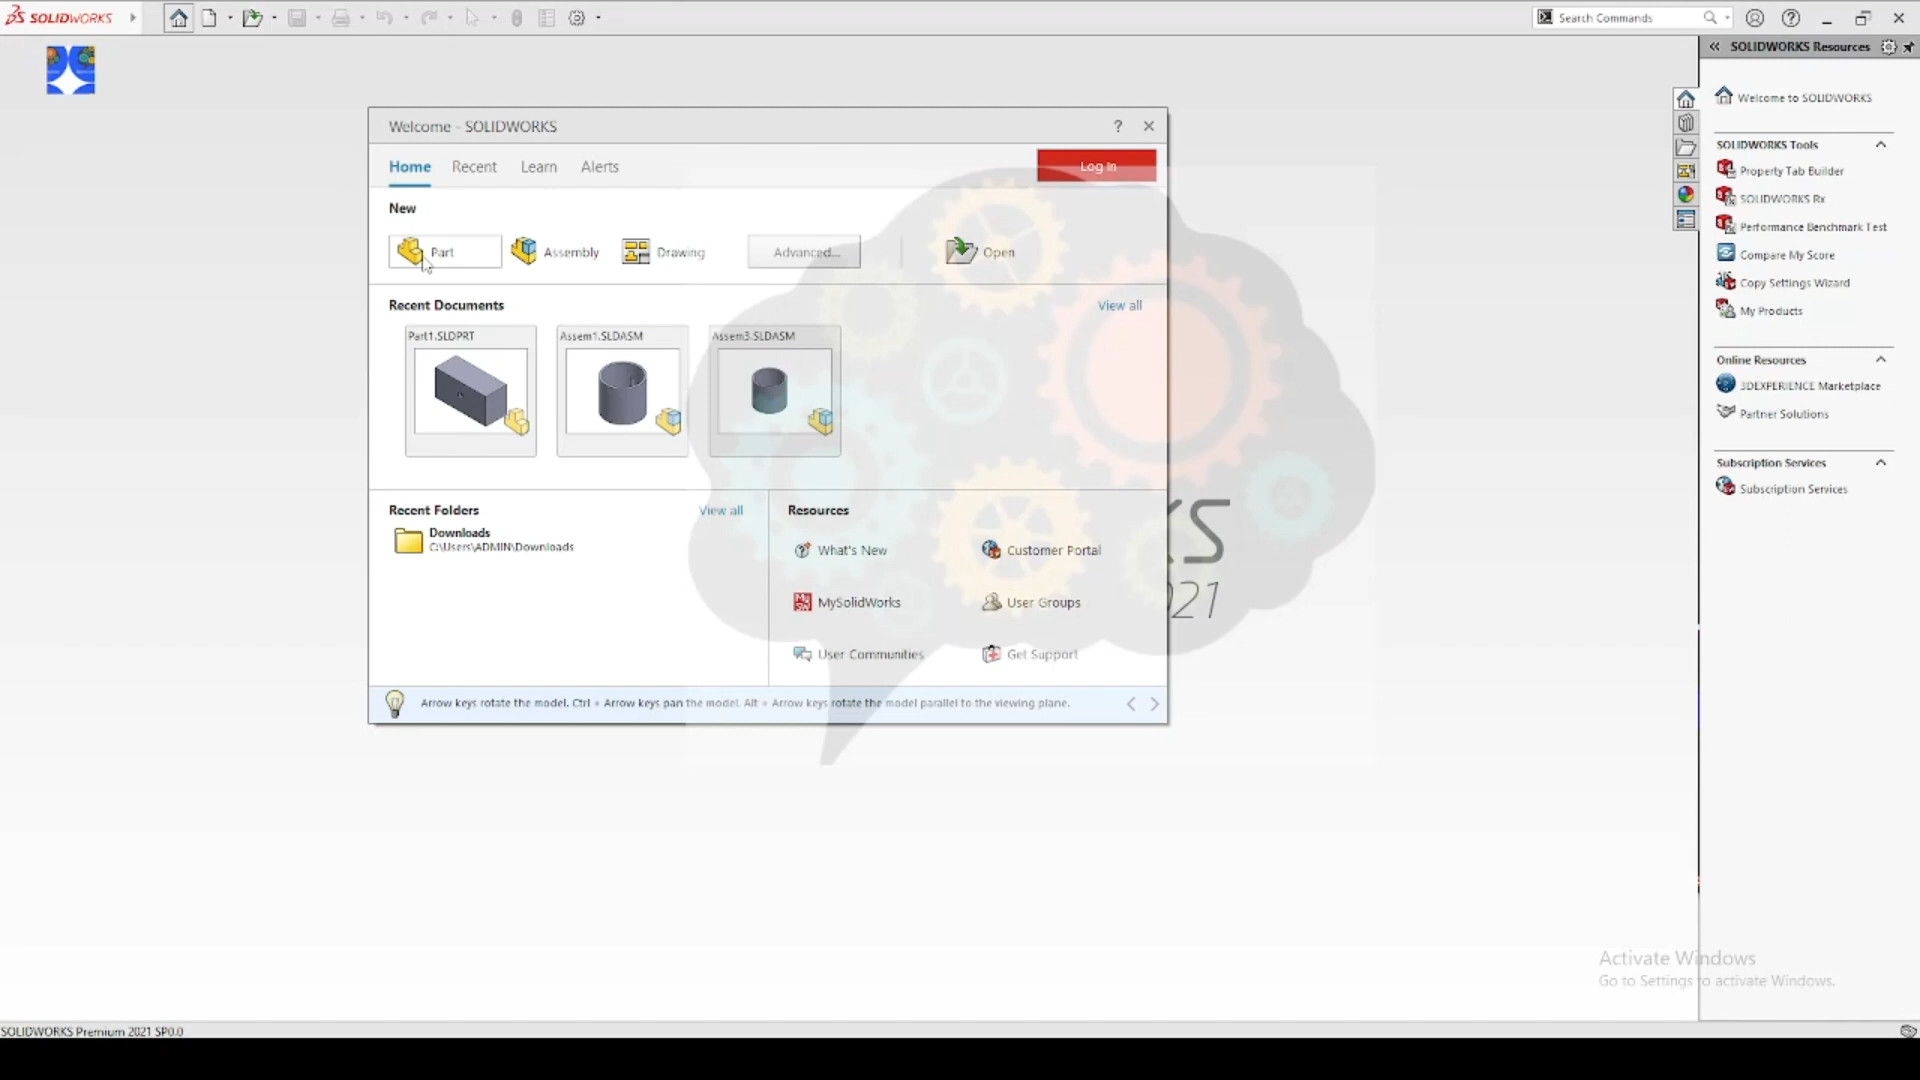 SOLIDWORKS
Search Commands
SOLIDWORKS Resources
Welcome to SOLIDWORKS
SOLIDWORKS Tools
Property Tab Builder
SOLIDWORKS Rx
Performance Benchmark Test
Compare My Score
Copy Settings Wizard
My Products
Online Resources
3DEXPERIENCE Marketplace
Partner Solutions
Subscription Services
Subscription Services
Welcome - SOLIDWORKS
?
Home Recent Learn Alerts
Log In
New
Part Assembly Drawing Advanced... Open
Recent Documents View all
Part1.SLDPRT Assem1.SLDASM Assem3.SLDASM
Recent Folders View all
Downloads
C:\Users\ADMIN\Downloads
Resources
What's New Customer Portal
MySolidWorks User Groups
User Communities Get Support
Arrow keys rotate the model. Ctrl + Arrow keys pan the model. Alt + Arrow keys rotate the model parallel to the viewing plane.
KS
021
Activate Windows
Go to Settings to activate Windows.
SOLIDWORKS Premium 2021 SP0.0